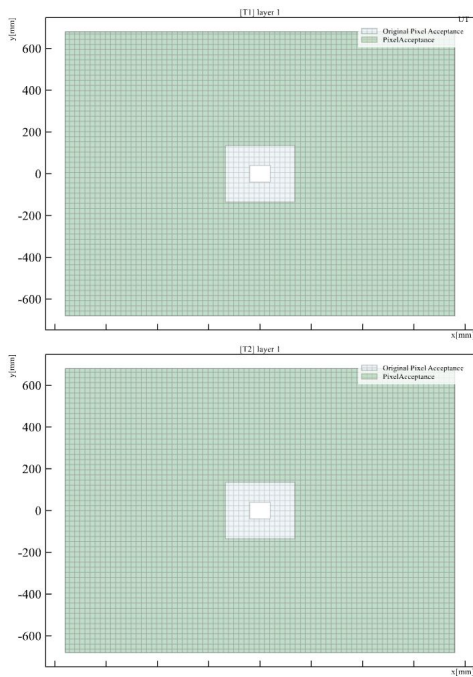 [T1] layer 1
UT
y[mm]
Original Pixel Acceptance
PixelAcceptance
600
400
200
0
-200
-400
-600
x[mm]
[T2] layer 1
y[mm]
Original Pixel Acceptance
PixelAcceptance
600
400
200
0
-200
-400
-600
x[mm]